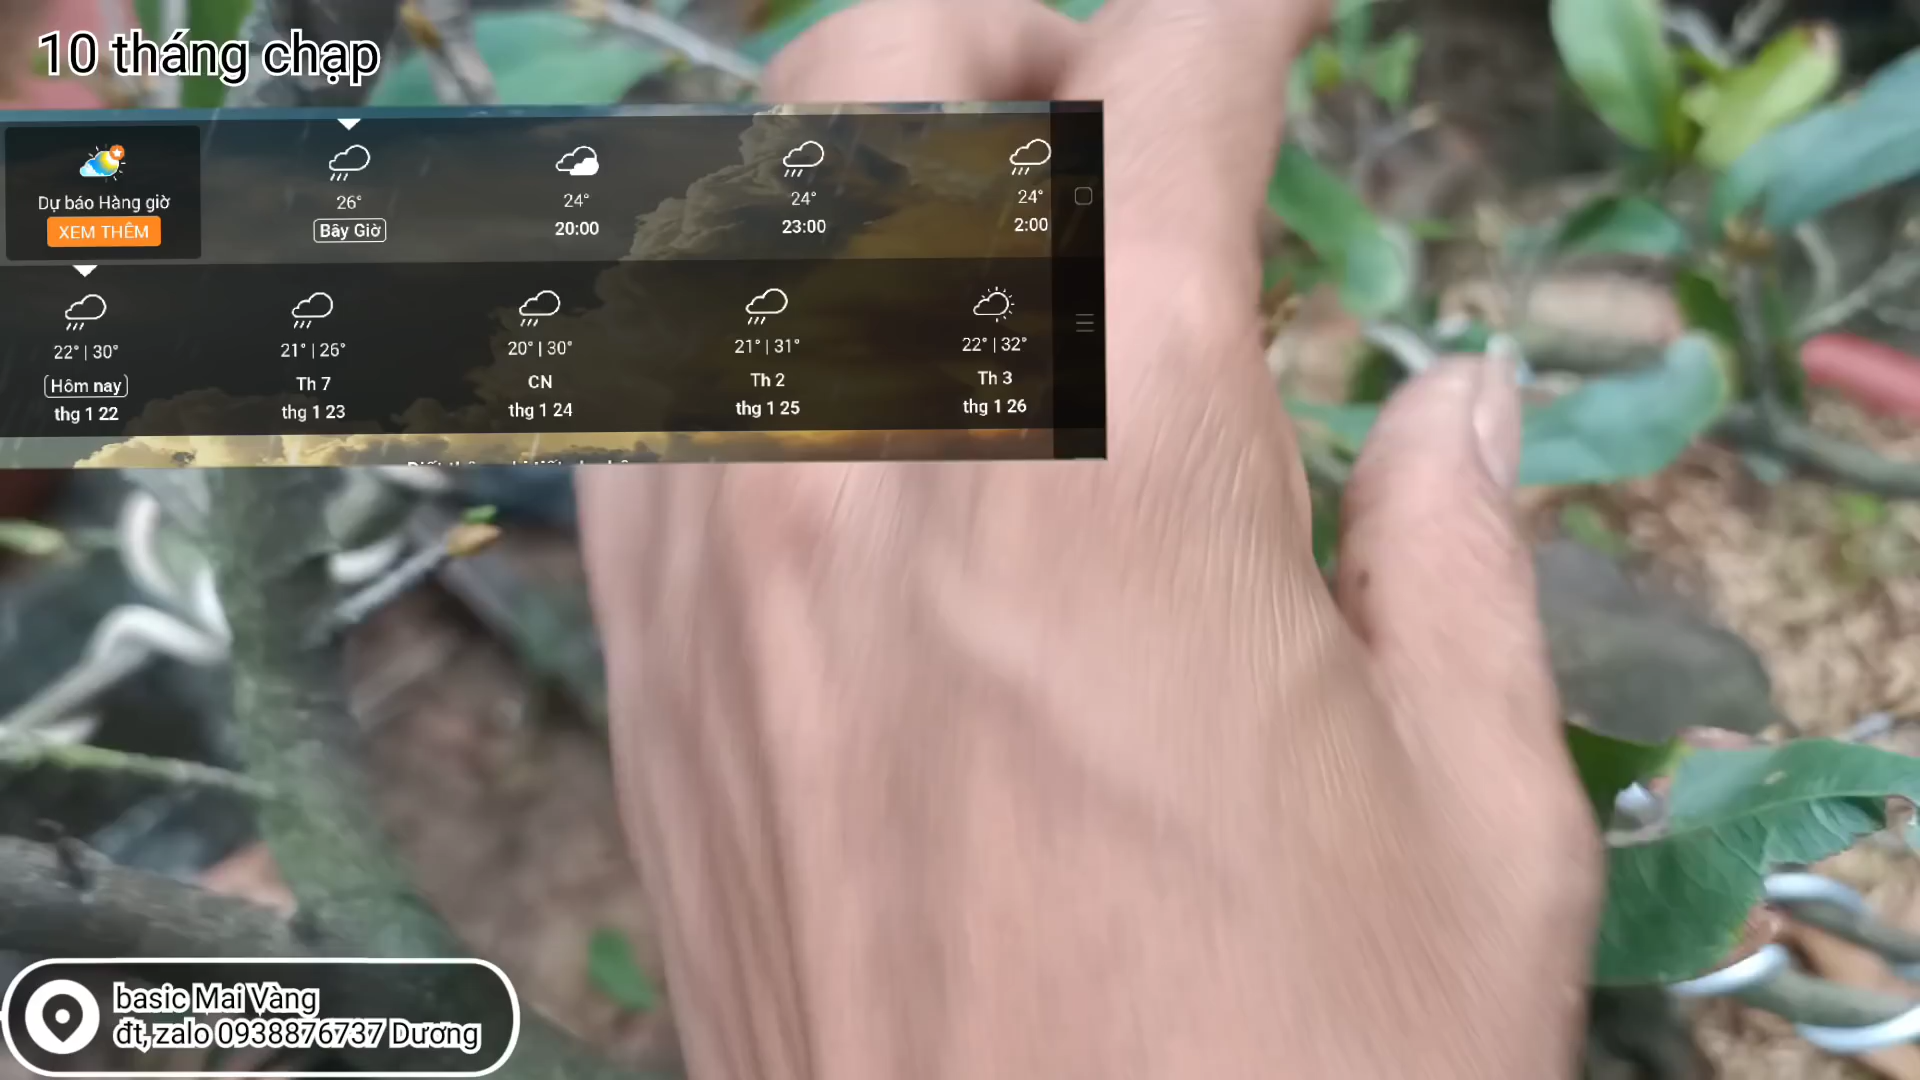 10 tháng chạp
Dự báo Hàng giờ
XEM THÊM
26°
Bây Giờ
24°
20:00
24°
23:00
24°
2:00
22° | 30°
Hôm nay
thg 1 22
21° | 26°
Th 7
thg 1 23
20° | 30°
CN
thg 1 24
21° | 31°
Th 2
thg 1 25
22° | 32°
Th 3
thg 1 26
basic Mai Vàng
đt,zalo 0938876737 Dương